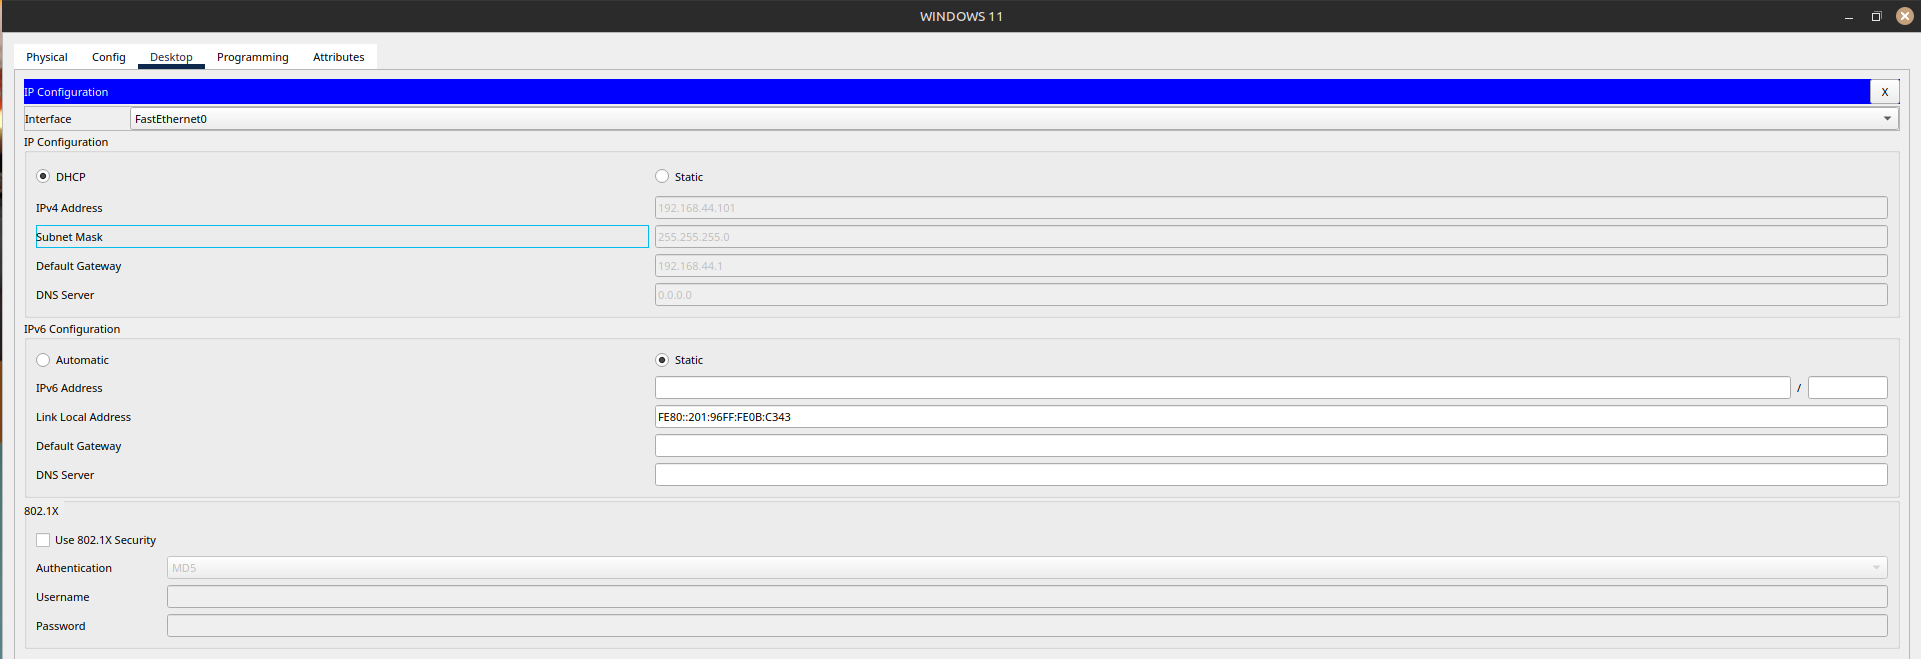 WINDOWS 11
Physical Config Desktop Programming Attributes
IP Configuration X
Interface FastEthernet0
IP Configuration
DHCP Static
IPv4 Address 192.168.44.101
Subnet Mask 255.255.255.0
Default Gateway 192.168.44.1
DNS Server 0.0.0.0
IPv6 Configuration
Automatic Static
IPv6 Address /
Link Local Address FE80::201:96FF:FE0B:C343
Default Gateway
DNS Server
802.1X
Use 802.1X Security
Authentication MD5
Username
Password